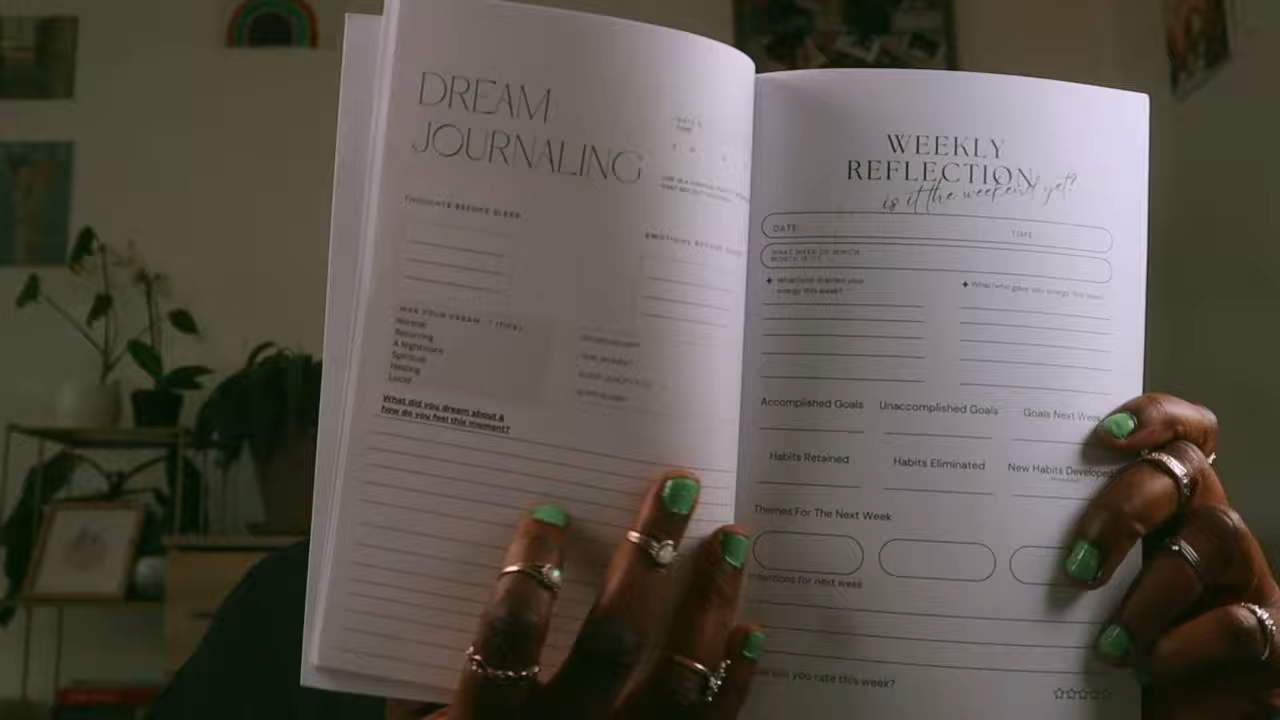 DREAM
JOURNALING
THOUGHTS BEFORE SLEEP
EMOTIONS BEFORE
WAS YOUR DREAM
Normal
Recurring
A Nightmare
Spiritual
Healing
Lucid
What did you dream about &
how do you feel this moment?
WEEKLY
REFLECTION
is it the weekend yet?
DATE
TIME
What/who drained your
energy this week?
What/who gave you energy this week?
Accomplished Goals
Unaccomplished Goals
Goals Next Week
Habits Retained
Habits Eliminated
New Habits Developed
Themes For The Next Week
Intentions for next week
you rate this week?